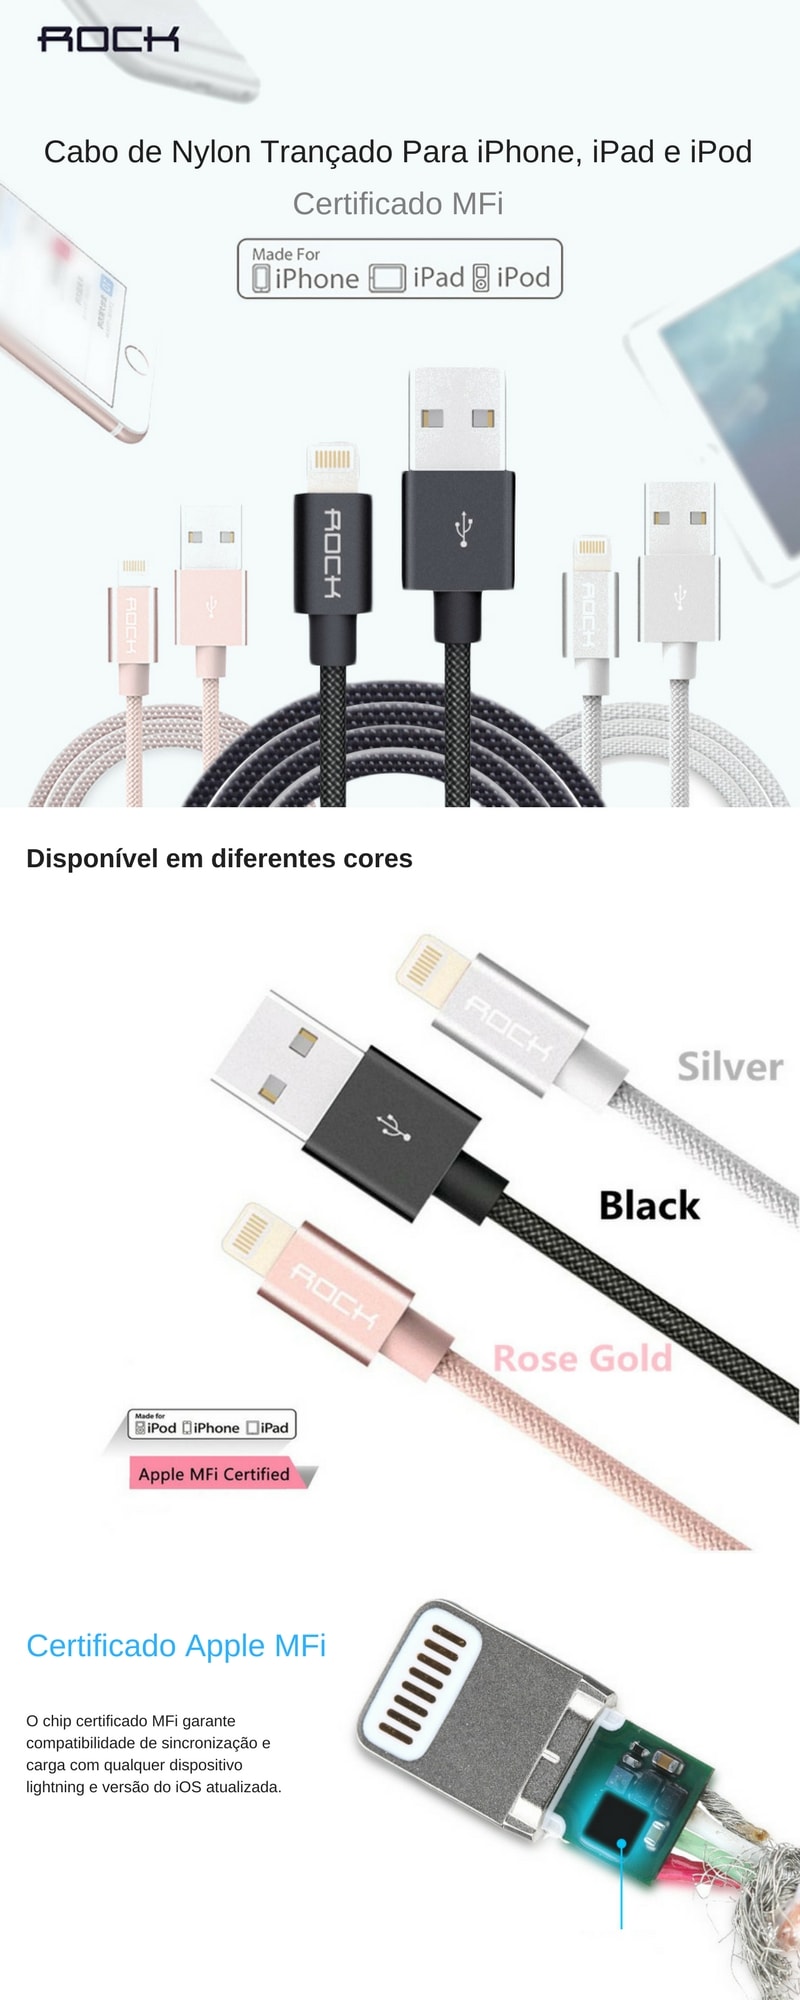 ROCK
Cabo de Nylon Trançado Para iPhone, iPad e iPod
Certificado MFi
Made For
iPhone iPad iPod
ROCK
ROCK
ROCK
Disponível em diferentes cores
ROCK
Silver
Black
ROCK
Rose Gold
Made for
iPod iPhone iPad
Apple MFi Certified
Certificado Apple MFi
O chip certificado MFi garante
compatibilidade de sincronização e
carga com qualquer dispositivo
lightning e versão do iOS atualizada.